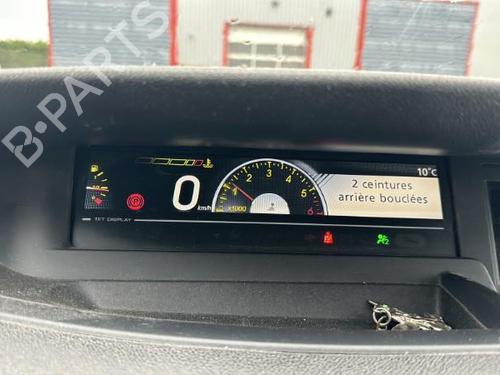 B-PARTS
10°C
0
km/h
1
2
3
4
5
6
x1000
2 ceintures
arrière bouclées
TFT DISPLAY